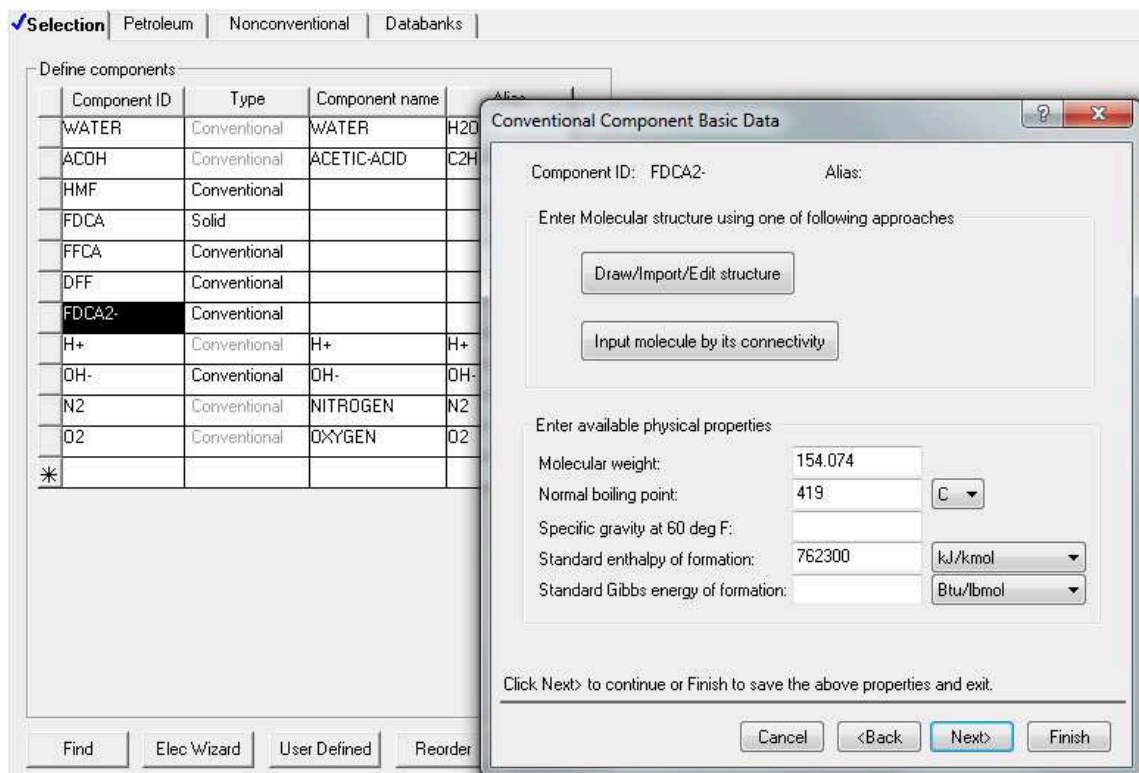 Selection Petroleum Nonconventional Databanks
Define components
Component ID Type Component name
WATER Conventional WATER H2O
ACOH Conventional ACETIC-ACID C2H
HMF Conventional
FDCA Solid
FFCA Conventional
DFF Conventional
FDCA2- Conventional
H+ Conventional H+ H+
OH- Conventional OH- OH-
N2 Conventional NITROGEN N2
O2 Conventional OXYGEN O2
*
Find Elec Wizard User Defined Reorder
Conventional Component Basic Data ? X
Component ID: FDCA2- Alias:
Enter Molecular structure using one of following approaches
Draw/Import/Edit structure
Input molecule by its connectivity
Enter available physical properties
Molecular weight: 154.074
Normal boiling point: 419 C
Specific gravity at 60 deg F:
Standard enthalpy of formation: 762300 kJ/kmol
Standard Gibbs energy of formation: Btu/lbmol
Click Next> to continue or Finish to save the above properties and exit.
Cancel <Back Next> Finish